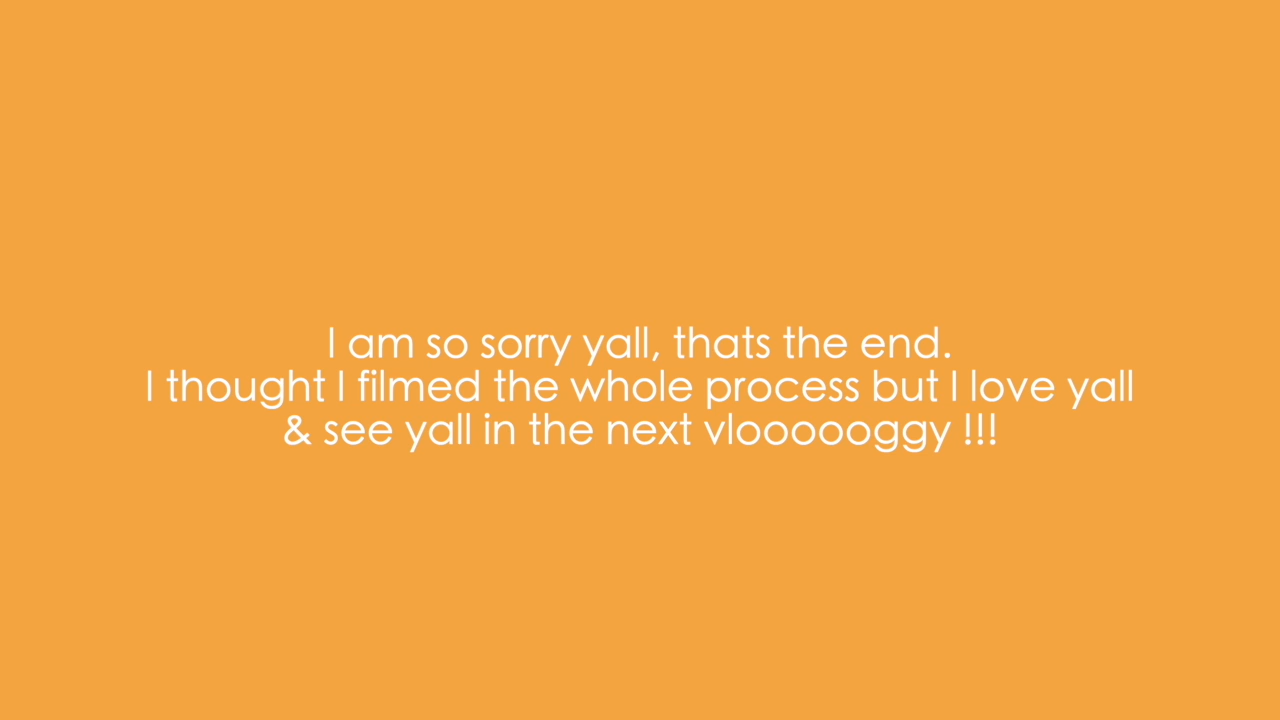 I am so sorry yall, thats the end.
I thought I filmed the whole process but I love yall
& see yall in the next vloooooggy !!!